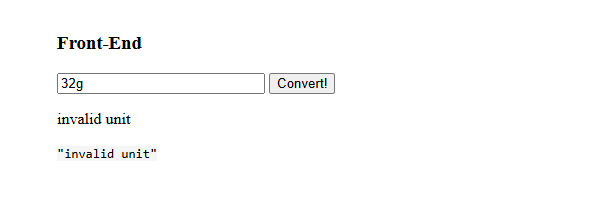 Front-End
32g Convert!
invalid unit
"invalid unit"